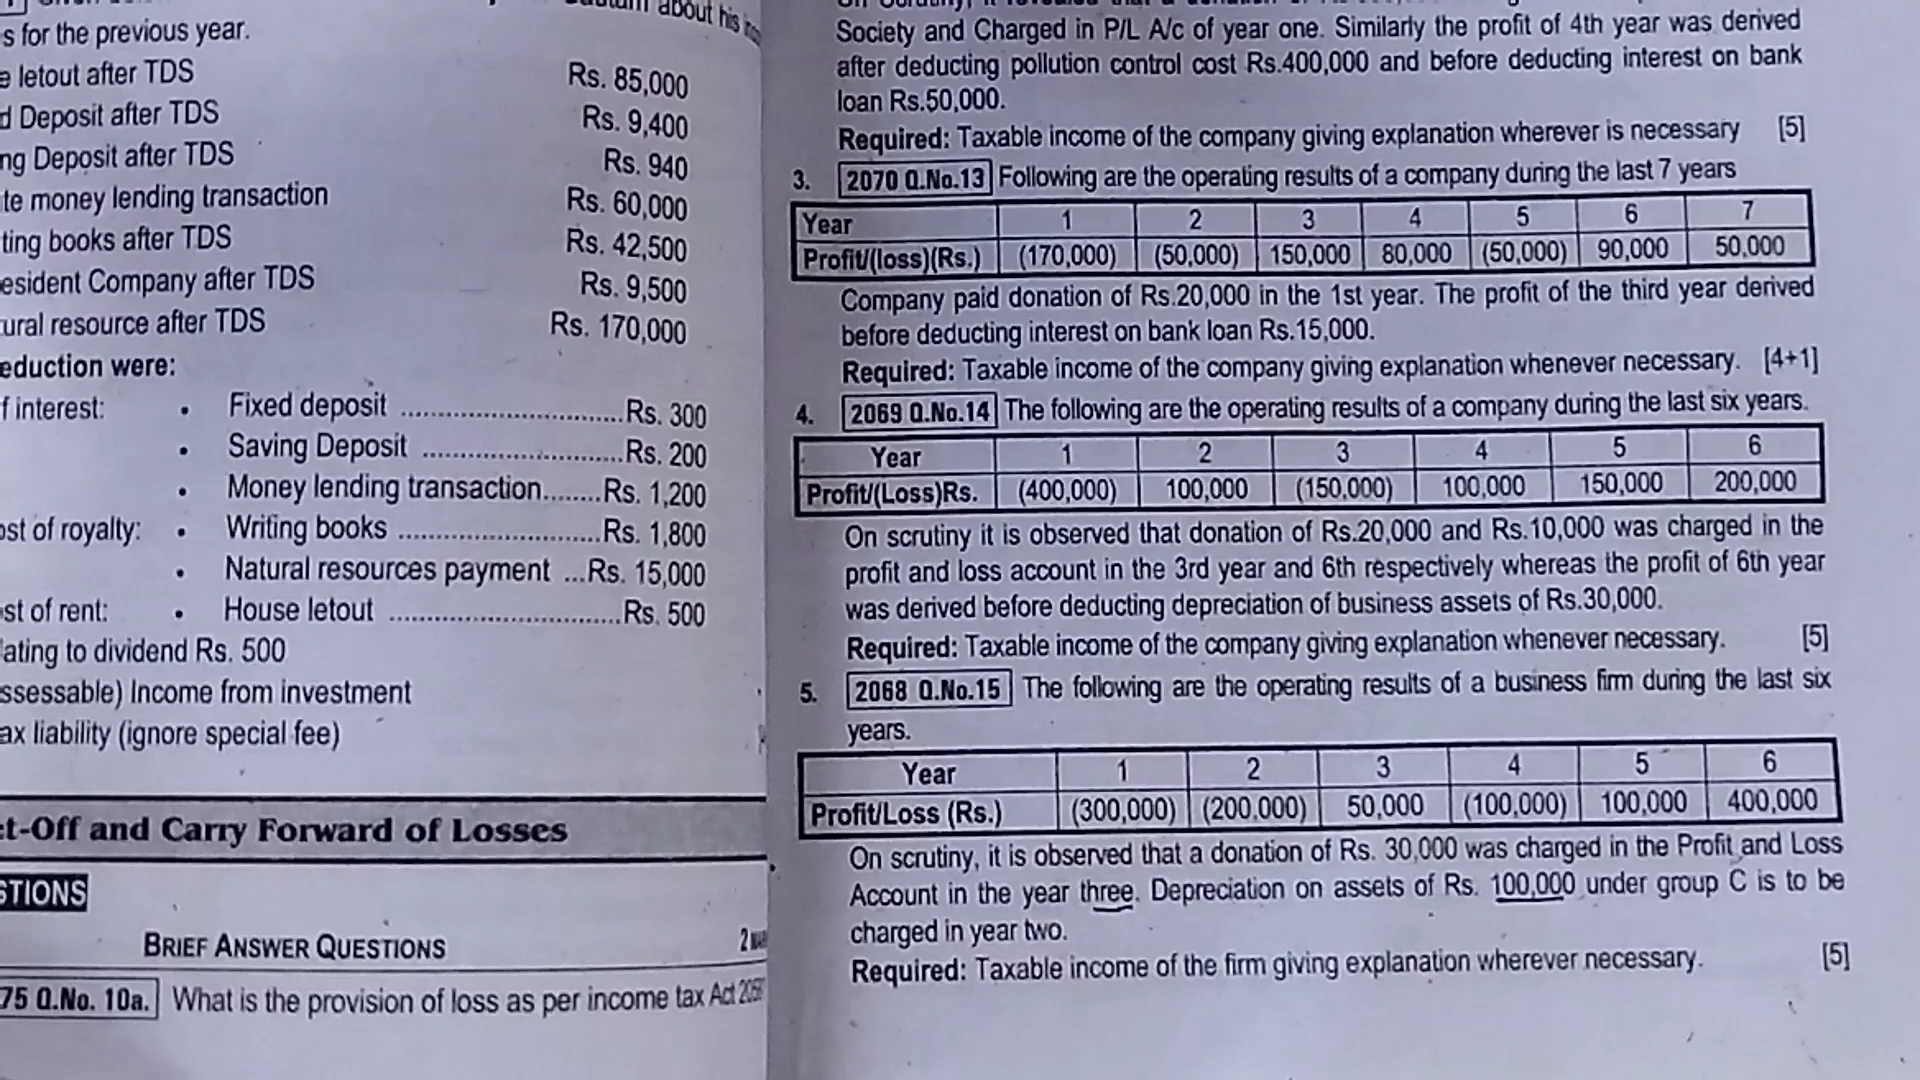 about his
s for the previous year.
letout after TDS Rs. 85,000
d Deposit after TDS Rs. 9,400
ng Deposit after TDS Rs. 940
te money lending transaction Rs. 60,000
ting books after TDS Rs. 42,500
esident Company after TDS Rs. 9,500
ural resource after TDS Rs. 170,000
eduction were:
f interest: • Fixed deposit ............................Rs. 300
• Saving Deposit .........................Rs. 200
• Money lending transaction........Rs. 1,200
ost of royalty: • Writing books .........................Rs. 1,800
• Natural resources payment ...Rs. 15,000
st of rent: • House letout .............................Rs. 500
ating to dividend Rs. 500
ssessable) Income from investment
ax liability (ignore special fee)
t-Off and Carry Forward of Losses
STIONS
BRIEF ANSWER QUESTIONS 2
75 Q.No. 10a. What is the provision of loss as per income tax Act
Society and Charged in P/L A/c of year one. Similarly the profit of 4th year was derived
after deducting pollution control cost Rs.400,000 and before deducting interest on bank
loan Rs.50,000.
Required: Taxable income of the company giving explanation wherever is necessary [5]
3. 2070 Q.No.13 Following are the operating results of a company during the last 7 years
Year 1 2 3 4 5 6 7
Profit/(loss)(Rs.) (170,000) (50,000) 150,000 80,000 (50,000) 90,000 50.000
Company paid donation of Rs.20,000 in the 1st year. The profit of the third year derived
before deducting interest on bank loan Rs.15,000.
Required: Taxable income of the company giving explanation whenever necessary. [4+1]
4. 2069 Q.No.14 The following are the operating results of a company during the last six years.
Year 1 2 3 4 5 6
Profit/(Loss)Rs. (400,000) 100,000 (150,000) 100,000 150,000 200,000
On scrutiny it is observed that donation of Rs.20,000 and Rs.10,000 was charged in the
profit and loss account in the 3rd year and 6th respectively whereas the profit of 6th year
was derived before deducting depreciation of business assets of Rs.30,000.
Required: Taxable income of the company giving explanation whenever necessary. [5]
5. 2068 Q.No.15 The following are the operating results of a business firm during the last six
years.
Year 1 2 3 4 5 6
Profit/Loss (Rs.) (300,000) (200,000) 50,000 (100,000) 100,000 400,000
On scrutiny, it is observed that a donation of Rs. 30,000 was charged in the Profit and Loss
Account in the year three. Depreciation on assets of Rs. 100,000 under group C is to be
charged in year two.
Required: Taxable income of the firm giving explanation wherever necessary. [5]